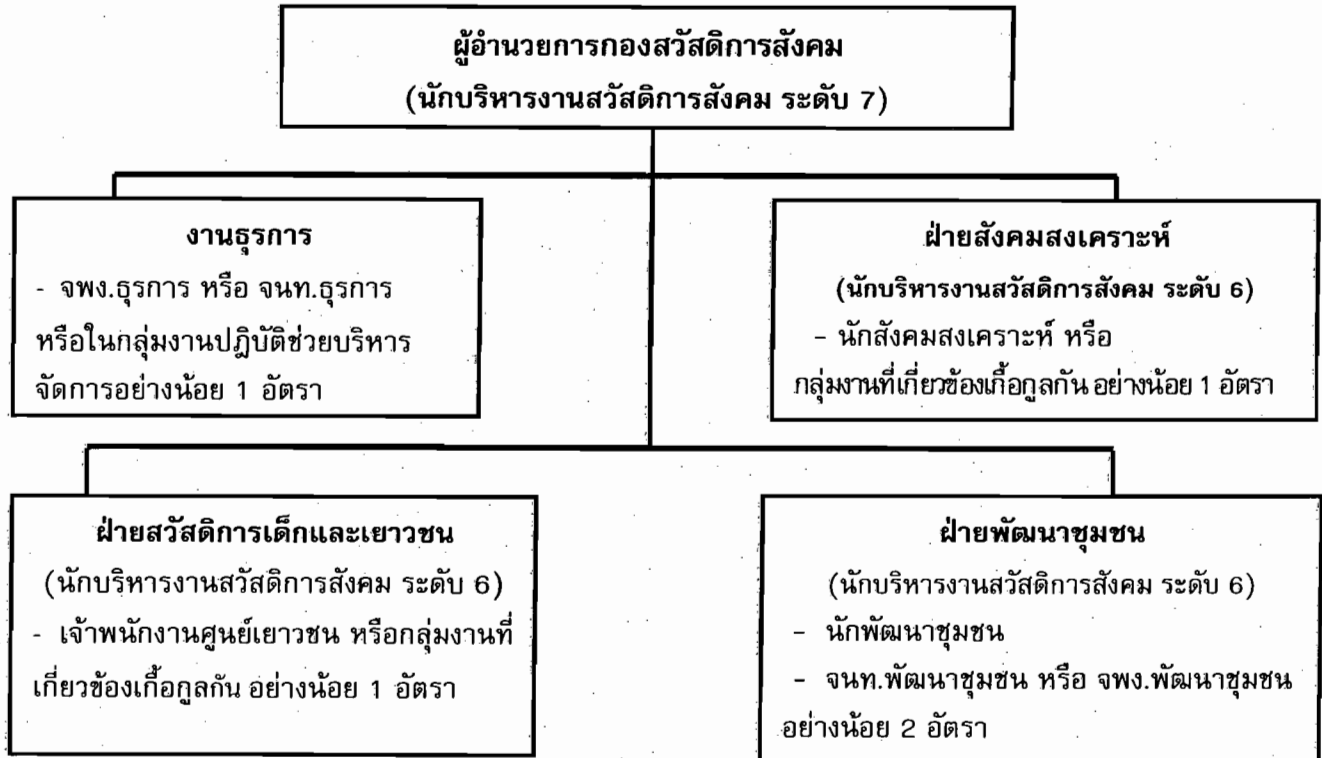 ผู้อำนวยการกองสวัสดิการสังคม
(นักบริหารงานสวัสดิการสังคม ระดับ 7)
งานธุรการ
- จพง.ธุรการ หรือ จนท.ธุรการ
หรือในกลุ่มงานปฏิบัติช่วยบริหาร
จัดการอย่างน้อย 1 อัตรา
ฝ่ายสังคมสงเคราะห์
(นักบริหารงานสวัสดิการสังคม ระดับ 6)
- นักสังคมสงเคราะห์ หรือ
กลุ่มงานที่เกี่ยวข้องเกื้อกูลกัน อย่างน้อย 1 อัตรา
ฝ่ายสวัสดิการเด็กและเยาวชน
(นักบริหารงานสวัสดิการสังคม ระดับ 6)
- เจ้าพนักงานศูนย์เยาวชน หรือกลุ่มงานที่
เกี่ยวข้องเกื้อกูลกัน อย่างน้อย 1 อัตรา
ฝ่ายพัฒนาชุมชน
(นักบริหารงานสวัสดิการสังคม ระดับ 6)
- นักพัฒนาชุมชน
- จนท.พัฒนาชุมชน หรือ จพง.พัฒนาชุมชน
อย่างน้อย 2 อัตรา